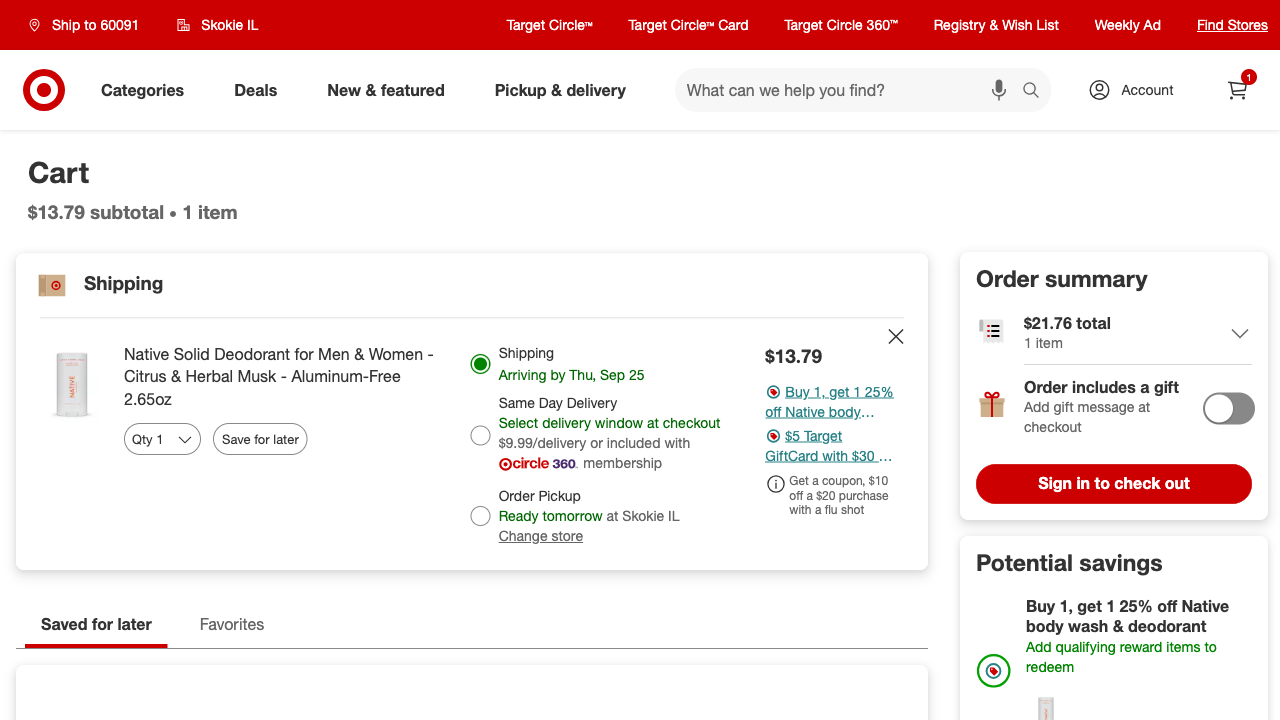 Ship to 60091
Skokie IL
Target Circle™
Target Circle™ Card
Target Circle 360™
Registry & Wish List
Weekly Ad
Find Stores
Categories
Deals
New & featured
Pickup & delivery
What can we help you find?
Account
1
Cart
$13.79 subtotal • 1 item
Shipping
Native Solid Deodorant for Men & Women -
Citrus & Herbal Musk - Aluminum-Free
2.65oz
Qty 1
Save for later
Shipping
Arriving by Thu, Sep 25
Same Day Delivery
Select delivery window at checkout
$9.99/delivery or included with
circle 360. membership
Order Pickup
Ready tomorrow at Skokie IL
Change store
$13.79
Buy 1, get 1 25%
off Native body…
$5 Target
GiftCard with $30 …
Get a coupon, $10
off a $20 purchase
with a flu shot
Order summary
$21.76 total
1 item
Order includes a gift
Add gift message at
checkout
Sign in to check out
Potential savings
Buy 1, get 1 25% off Native
body wash & deodorant
Add qualifying reward items to
redeem
Saved for later
Favorites
NATIVE